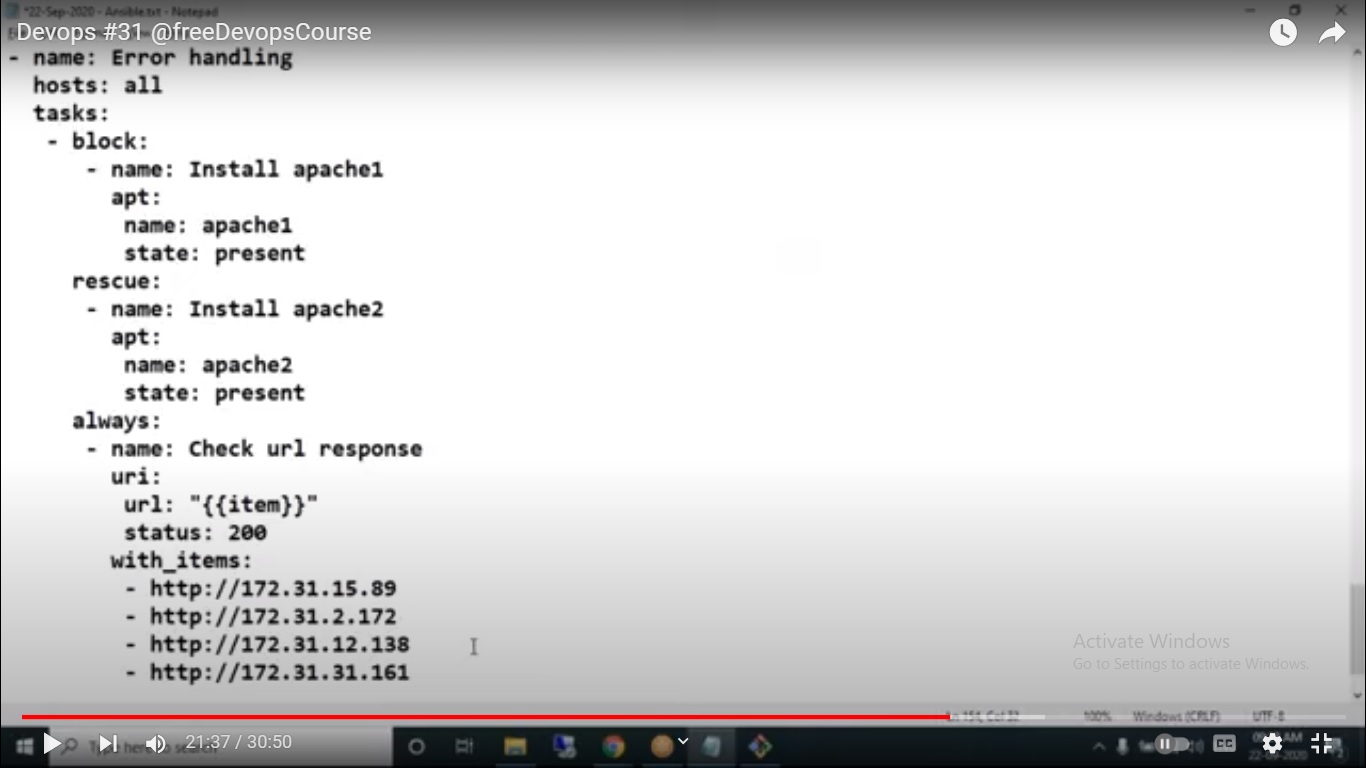 *22-Sep-2020 - Ansible.txt - Notepad
Devops #31 @freeDevopsCourse
- name: Error handling
hosts: all
tasks:
- block:
- name: Install apache1
apt:
name: apache1
state: present
rescue:
- name: Install apache2
apt:
name: apache2
state: present
always:
- name: Check url response
uri:
url: "{{item}}"
status: 200
with_items:
- http://172.31.15.89
- http://172.31.2.172
- http://172.31.12.138
- http://172.31.31.161
Activate Windows
Go to Settings to activate Windows.
Ln 154, Col 32
100%
Windows (CRLF)
UTF-8
Type here to search
21:37 / 30:50
CC
AM
22-09-2020